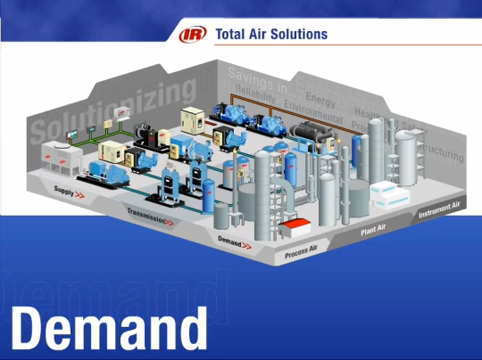 IR Total Air Solutions
Solutionizing
Savings in...
Reliability
Energy
Environmental
Supply >>
Transmission >>
Demand >>
Process Air
Plant Air
Instrument Air
Demand
Demand